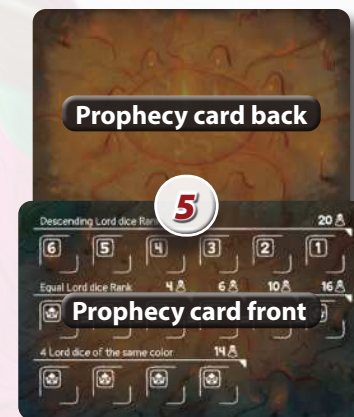 Prophecy card back
5
Descending Lord dice 20
6 5 4 3 2 1
Equal Lord dice Rank 4 6 10 16
Prophecy card front
4 Lord dice of the same color 14